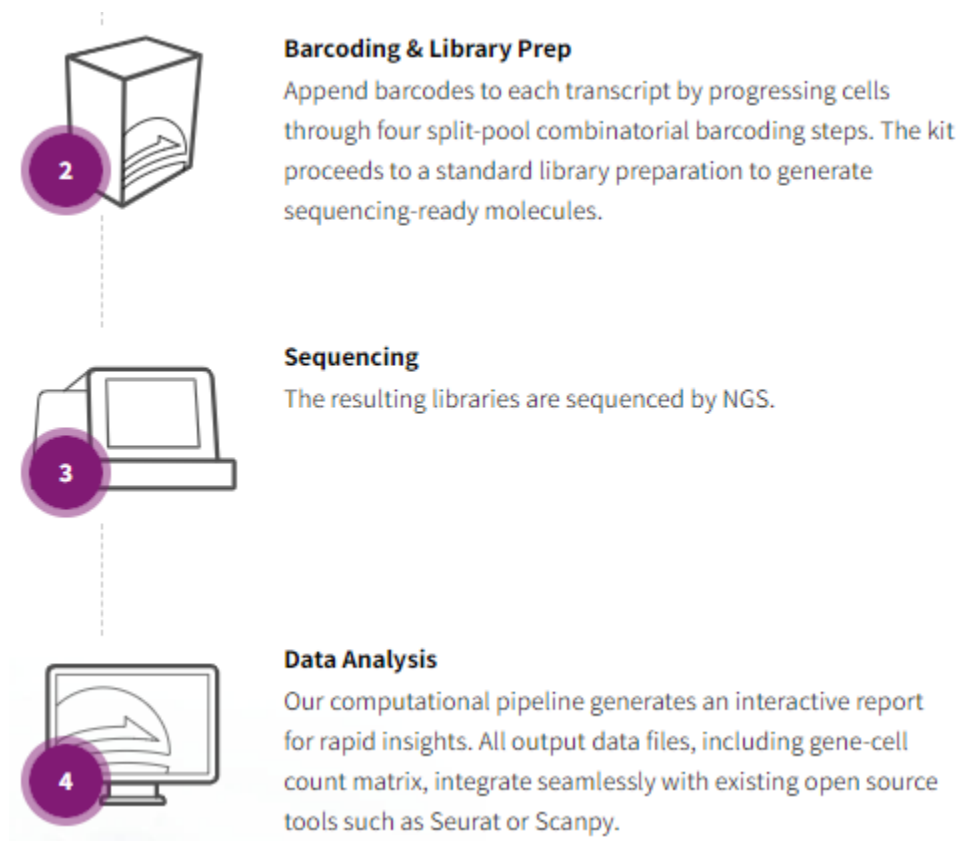 Barcoding & Library Prep
Append barcodes to each transcript by progressing cells
through four split-pool combinatorial barcoding steps. The kit
proceeds to a standard library preparation to generate
sequencing-ready molecules.
2
Sequencing
The resulting libraries are sequenced by NGS.
3
Data Analysis
Our computational pipeline generates an interactive report
for rapid insights. All output data files, including gene-cell
count matrix, integrate seamlessly with existing open source
tools such as Seurat or Scanpy.
4